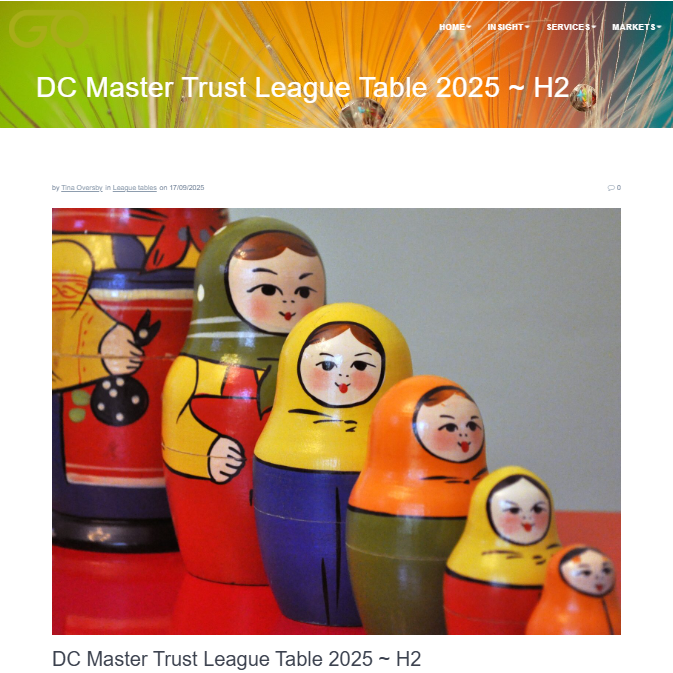 GO
HOME INSIGHT SERVICES MARKETS
DC Master Trust League Table 2025 ~ H2
by Tina Oversby in League tables on 17/09/2025 0
DC Master Trust League Table 2025 ~ H2